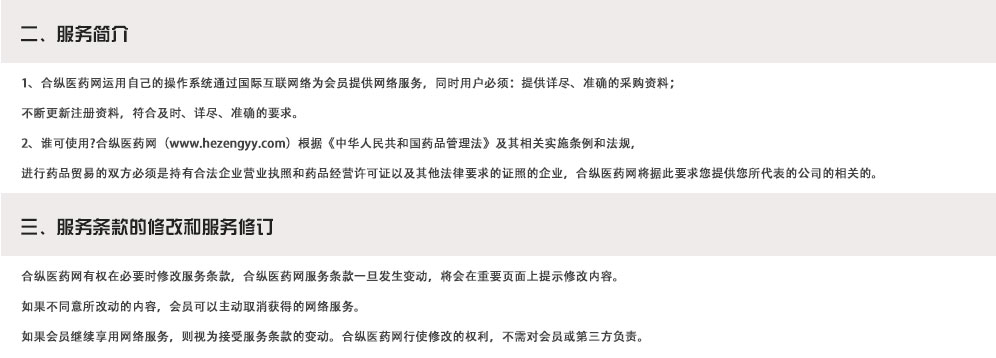 二、服务简介
1、合纵医药网运用自己的操作系统通过国际互联网络为会员提供网络服务，同时用户必须：提供详尽、准确的采购资料；
不断更新注册资料，符合及时、详尽、准确的要求。
2、谁可使用?合纵医药网（www.hezengyy.com）根据《中华人民共和国药品管理法》及其相关实施条例和法规，
进行药品贸易的双方必须是持有合法企业营业执照和药品经营许可证以及其他法律要求的证照的企业，合纵医药网将据此要求您提供您所代表的公司的相关的。
三、服务条款的修改和服务修订
合纵医药网有权在必要时修改服务条款，合纵医药网服务条款一旦发生变动，将会在重要页面上提示修改内容。
如果不同意所改动的内容，会员可以主动取消获得的网络服务。
如果会员继续享用网络服务，则视为接受服务条款的变动。合纵医药网行使修改的权利，不需对会员或第三方负责。